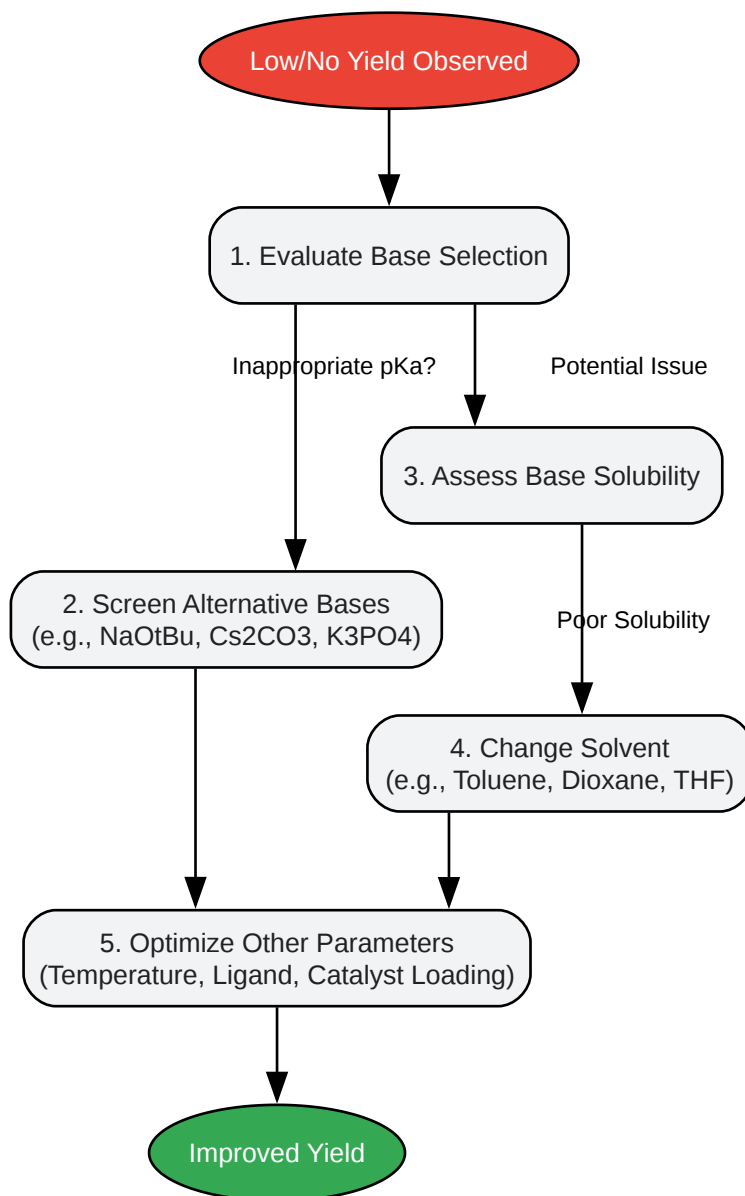 Low/No Yield Observed
1. Evaluate Base Selection
Inappropriate pKa?
Potential Issue
3. Assess Base Solubility
2. Screen Alternative Bases
(e.g., NaOtBu, Cs2CO3, K3PO4)
Poor Solubility
4. Change Solvent
(e.g., Toluene, Dioxane, THF)
5. Optimize Other Parameters
(Temperature, Ligand, Catalyst Loading)
Improved Yield